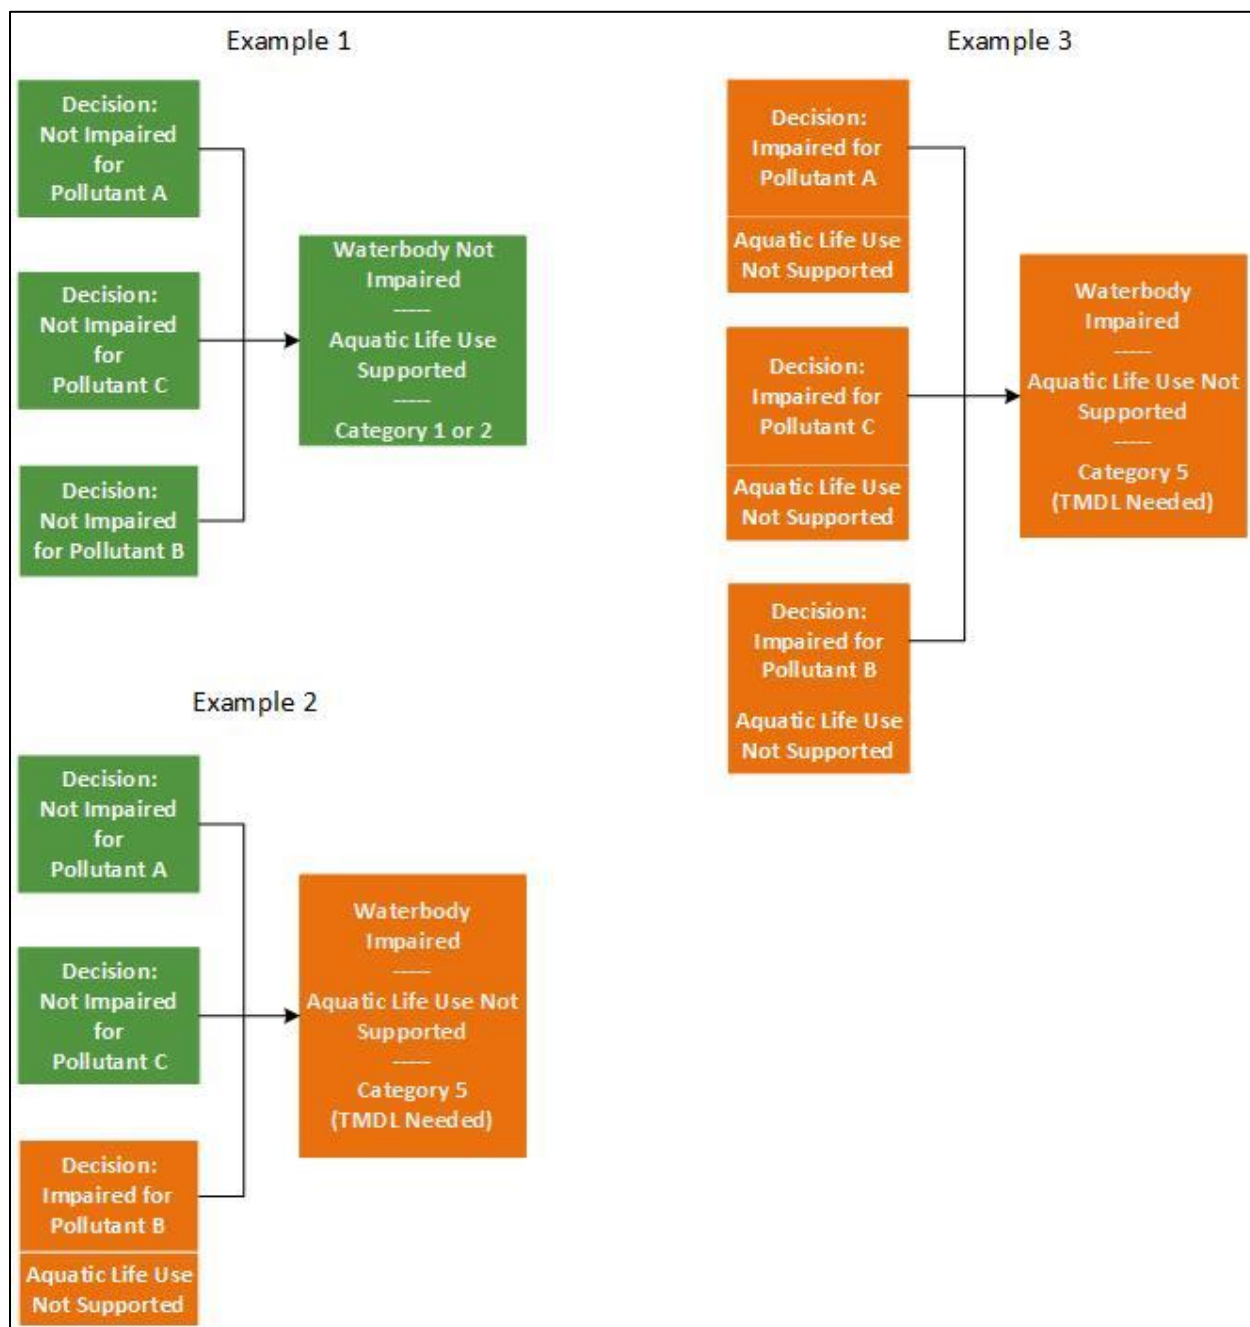 Example 1
Decision:
Not Impaired
for
Pollutant A
Decision:
Not Impaired
for
Pollutant C
Decision:
Not Impaired
for Pollutant B
Waterbody Not
Impaired
-----
Aquatic Life Use
Supported
-----
Category 1 or 2
Example 2
Decision:
Not Impaired
for
Pollutant A
Decision:
Not Impaired
for
Pollutant C
Decision:
Impaired for
Pollutant B
Aquatic Life Use
Not Supported
Waterbody
Impaired
-----
Aquatic Life Use Not
Supported
-----
Category 5
(TMDL Needed)
Example 3
Decision:
Impaired for
Pollutant A
Aquatic Life Use
Not Supported
Decision:
Impaired for
Pollutant C
Aquatic Life Use
Not Supported
Decision:
Impaired for
Pollutant B
Aquatic Life Use
Not Supported
Waterbody
Impaired
-----
Aquatic Life Use Not
Supported
-----
Category 5
(TMDL Needed)